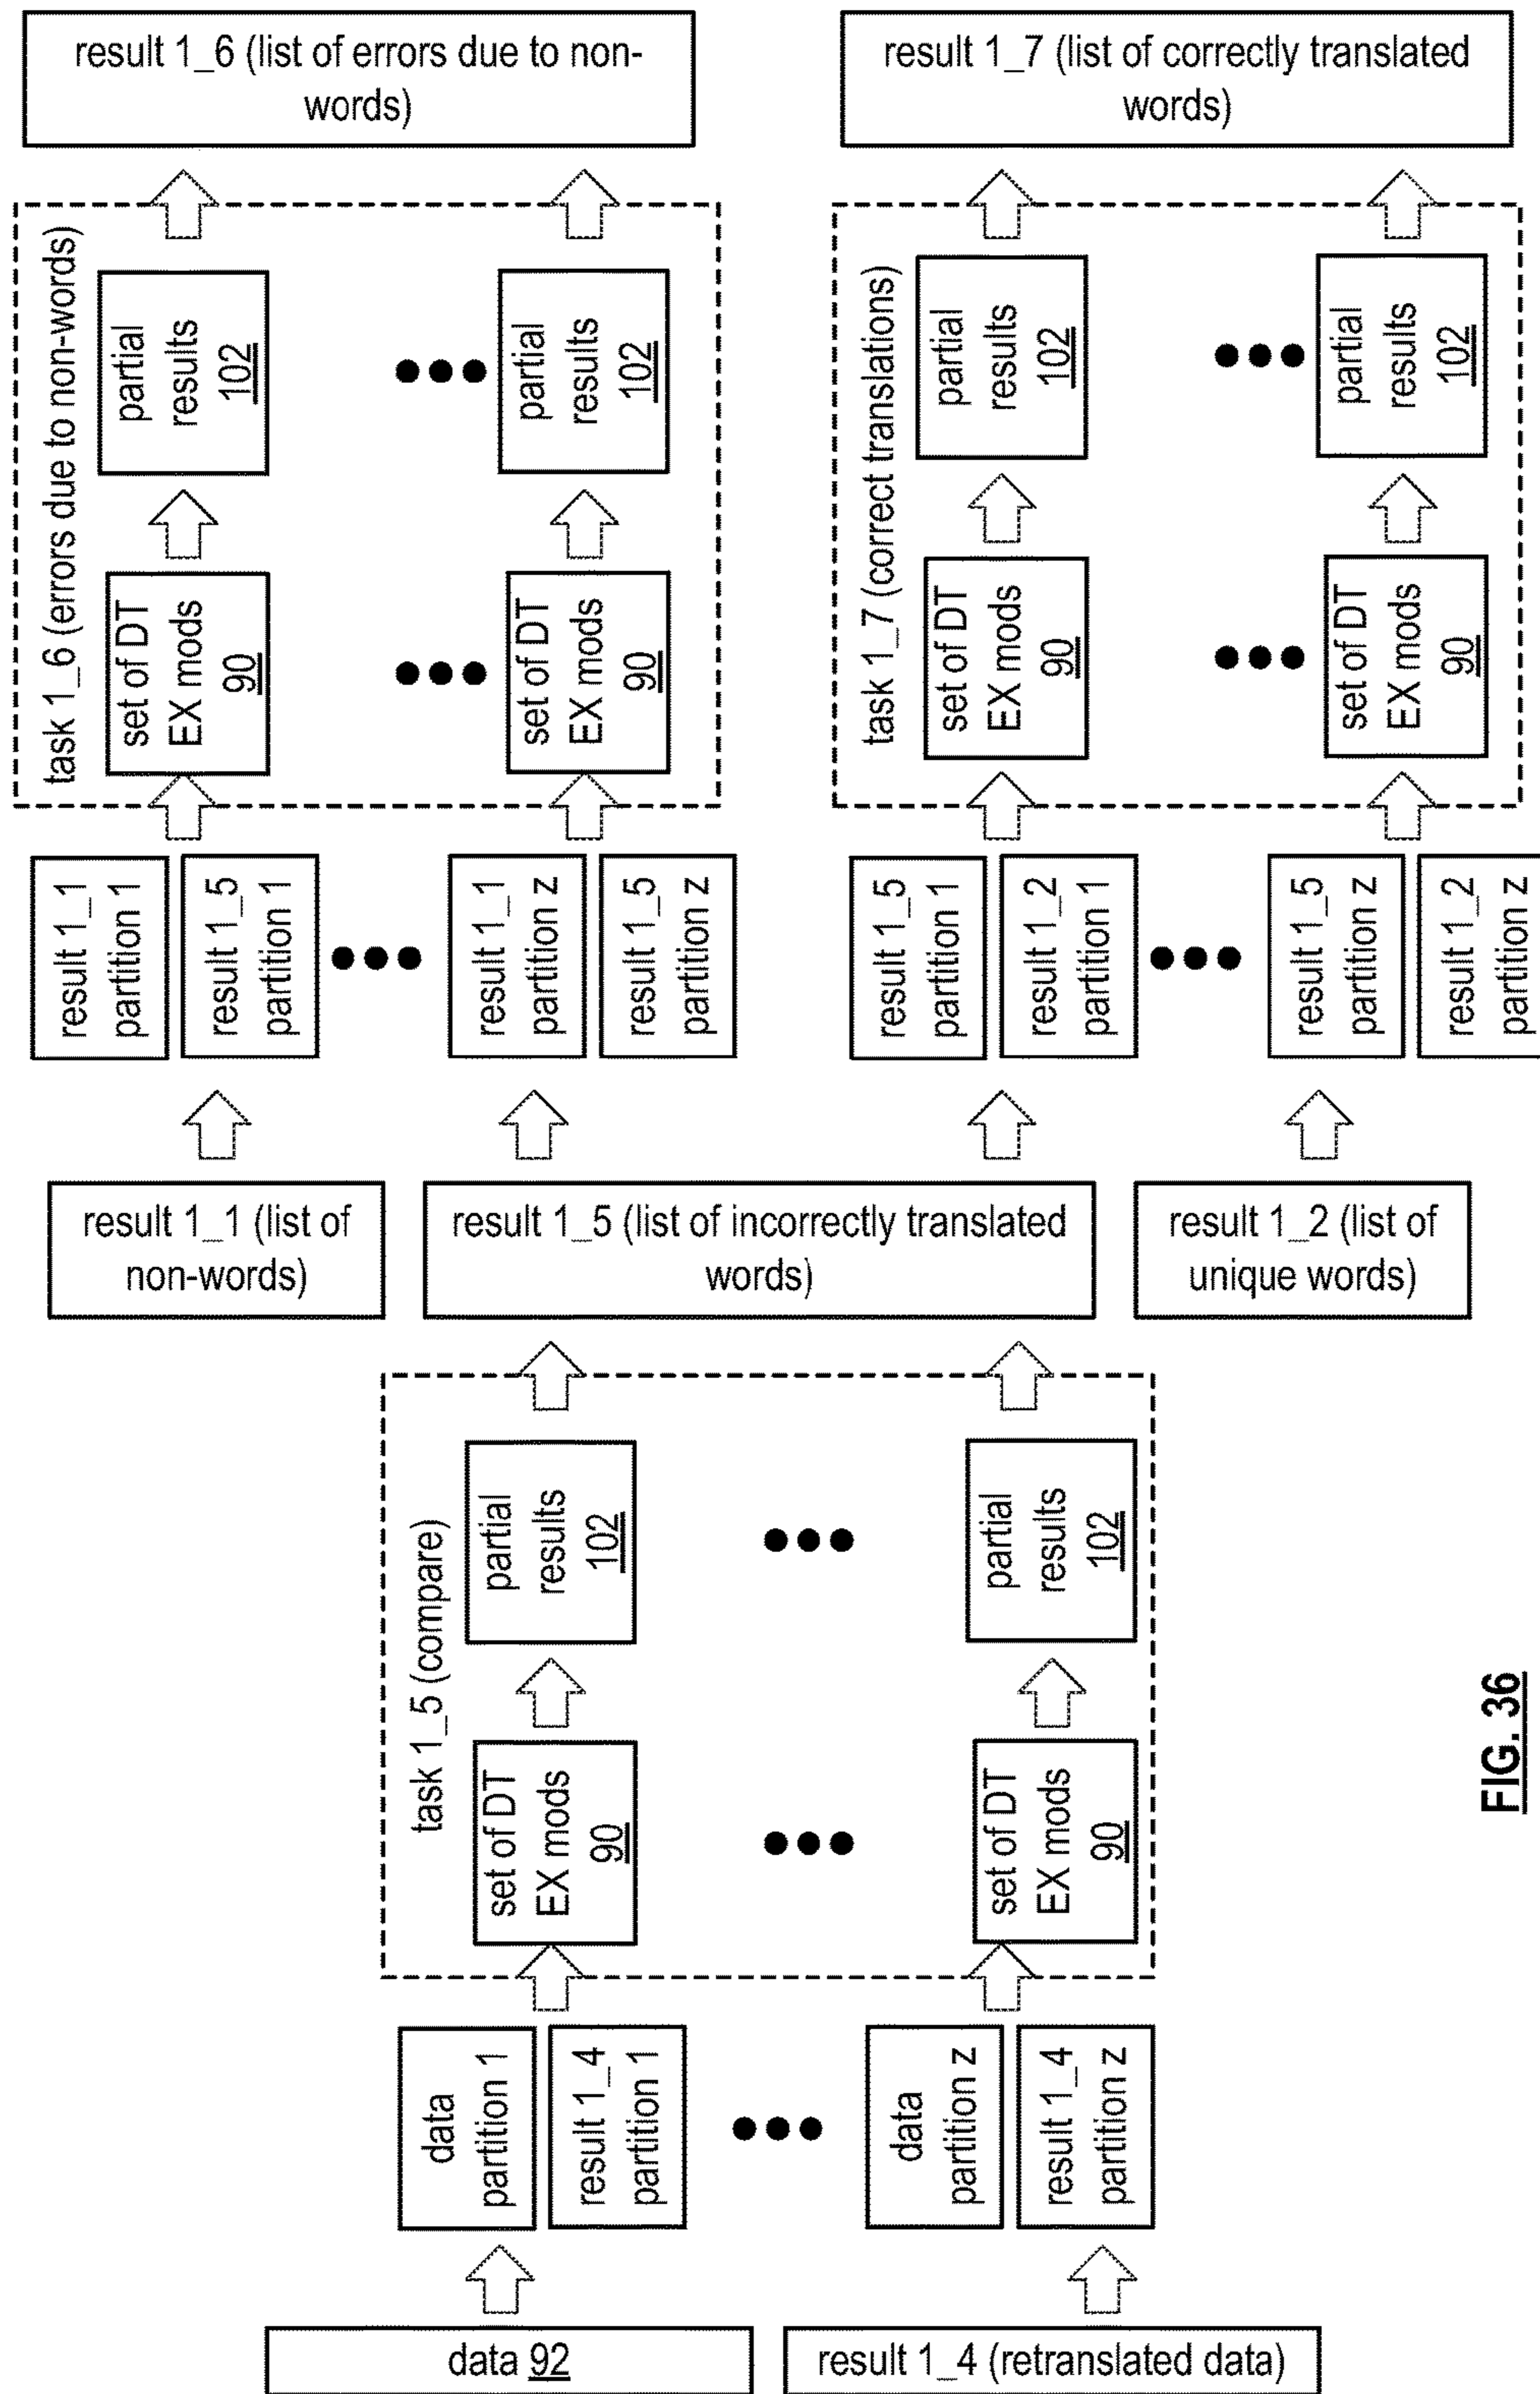 result 1_6 (list of errors due to non-
words)
result 1_7 (list of correctly translated
words)
task 1_6 (errors due to non-words)
partial
results
102
partial
results
102
set of DT
EX mods
90
set of DT
EX mods
90
task 1_7 (correct translations)
partial
results
102
partial
results
102
set of DT
EX mods
90
set of DT
EX mods
90
result 1_1
partition 1
result 1_5
partition 1
result 1_1
partition z
result 1_5
partition z
result 1_5
partition 1
result 1_2
partition 1
result 1_5
partition z
result 1_2
partition z
result 1_1 (list of
non-words)
result 1_5 (list of incorrectly translated
words)
result 1_2 (list of
unique words)
task 1_5 (compare)
partial
results
102
partial
results
102
set of DT
EX mods
90
set of DT
EX mods
90
data
partition 1
result 1_4
partition 1
data
partition z
result 1_4
partition z
data 92
result 1_4 (retranslated data)
FIG. 36